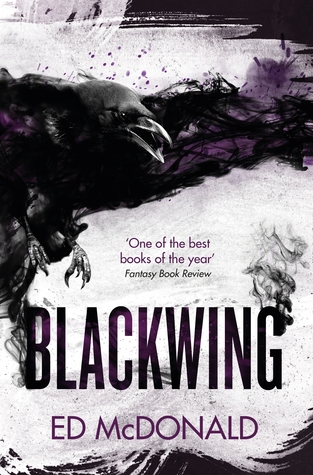 ‘One of the best
books of the year’
Fantasy Book Review
BLACKWING
ED McDONALD